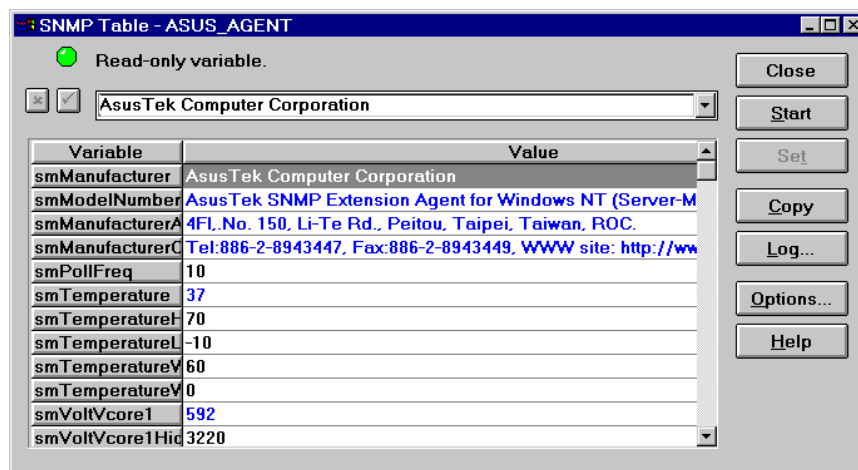 SNMP Table - ASUS_AGENT
Read-only variable.
Close
AsusTek Computer Corporation
Start
Variable Value
Set
smManufacturer AsusTek Computer Corporation
smModelNumber AsusTek SNMP Extension Agent for Windows NT (Server-M
Copy
smManufacturerA 4Fl,.No. 150, Li-Te Rd., Peitou, Taipei, Taiwan, ROC.
smManufacturerC Tel:886-2-8943447, Fax:886-2-8943449, WWW site: http://ww
Log...
smPollFreq 10
smTemperature 37
Options...
smTemperatureH 70
smTemperatureL -10
Help
smTemperatureW 60
smTemperatureW 0
smVoltVcore1 592
smVoltVcore1Hig 3220